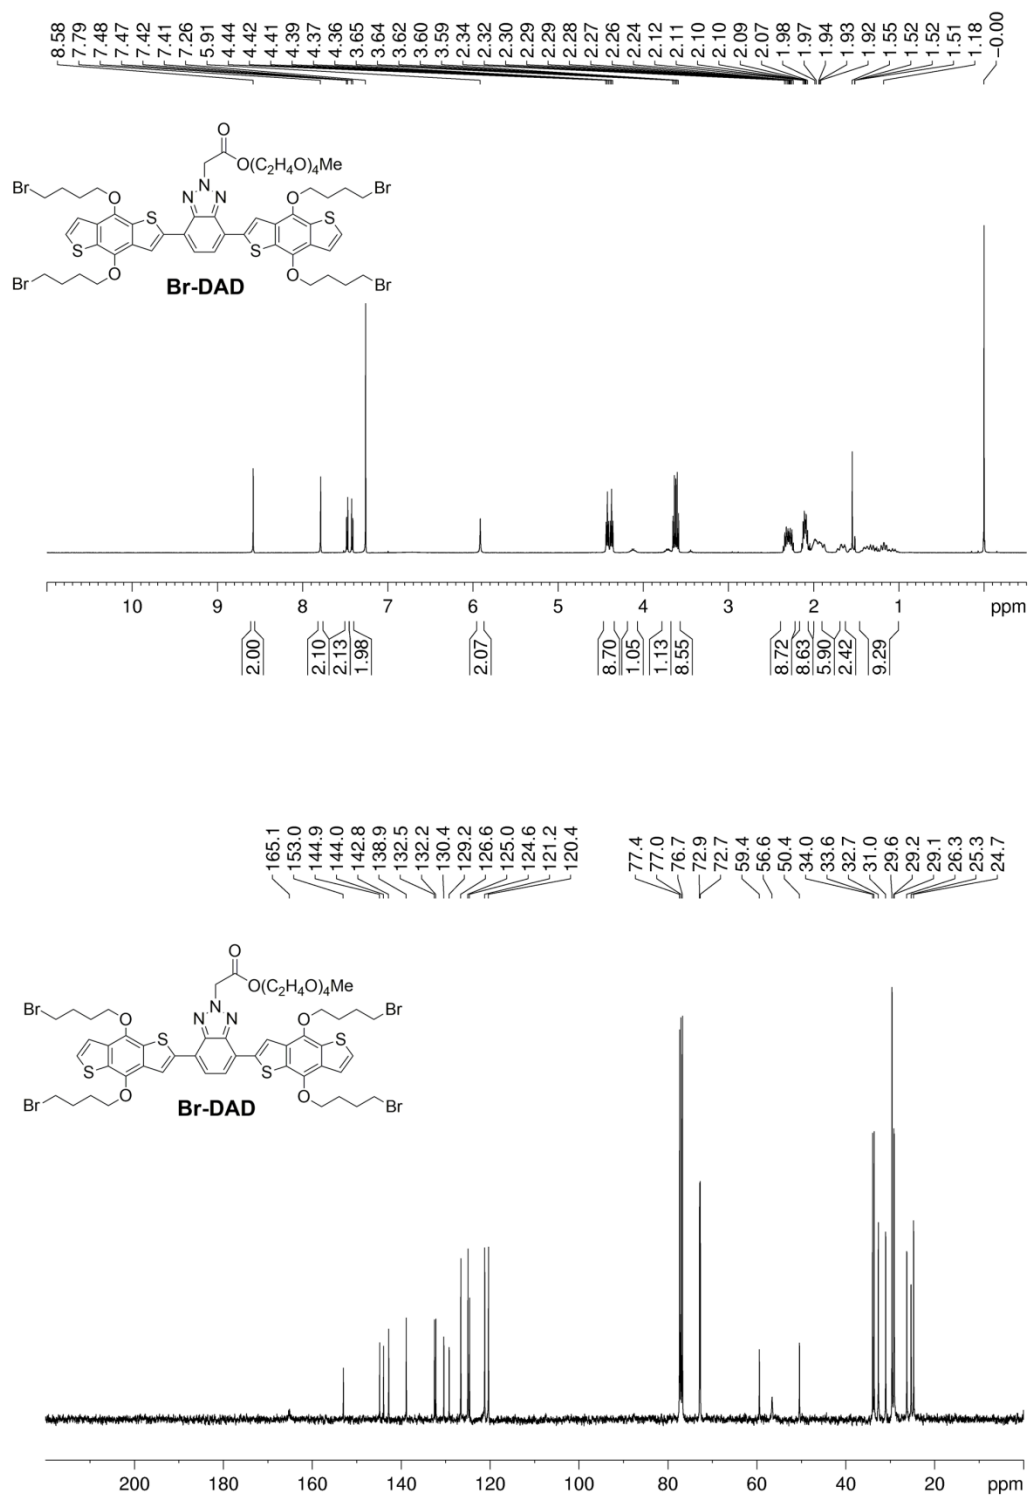 8.58 7.79 7.48 7.47 7.42 7.41 7.26 5.91 4.44 4.42 4.41 4.39 4.37 4.36 3.65 3.64 3.62 3.60 3.59 2.34 2.32 2.30 2.29 2.29 2.28 2.27 2.26 2.24 2.12 2.11 2.10 2.10 2.09 2.07 1.98 1.97 1.94 1.93 1.92 1.55 1.52 1.52 1.51 1.18 -0.00
O
O(C2H4O)4Me
Br N Br
O N N O
S S
S S
O O
Br Br
Br-DAD
10 9 8 7 6 5 4 3 2 1 ppm
2.00 2.10 2.13 1.98 2.07 8.70 1.05 1.13 8.55 8.72 8.63 5.90 2.42 9.29
165.1 153.0 144.9 144.0 142.8 138.9 132.5 132.2 130.4 129.2 126.6 125.0 124.6 121.2 120.4 77.4 77.0 76.7 72.9 72.7 59.4 56.6 50.4 34.0 33.6 32.7 31.0 29.6 29.2 29.1 26.3 25.3 24.7
O
O(C2H4O)4Me
Br N Br
O N N O
S S
S S
O O
Br Br
Br-DAD
200 180 160 140 120 100 80 60 40 20 ppm